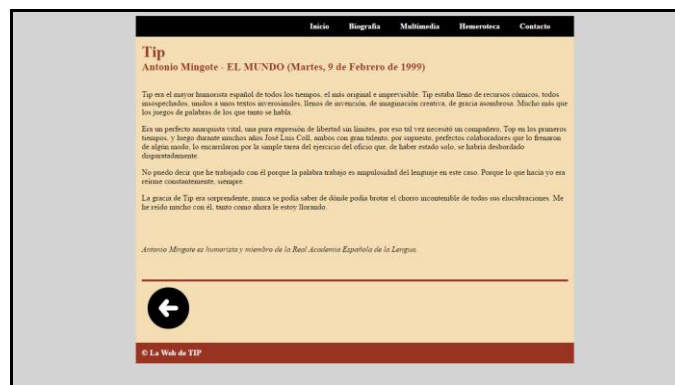 Inicio Biografia Multimedia Hemeroteca Contacto
Tip
Antonio Mingote - EL MUNDO (Martes, 9 de Febrero de 1999)
Tip era el mayor humorista español de todos los tiempos, el más original e imprevisible. Tip estaba lleno de recursos cómicos, todos
insospechados, unidos a unos textos inverosímiles, llenos de invención, de imaginación creativa, de gracia asombrosa. Mucho más que
los juegos de palabras de los que tanto se habla.
Era un perfecto anarquista vital, una pura expresión de libertad sin límites, por eso tal vez necesitó un compañero, Top en los primeros
tiempos, y luego durante muchos años José Luis Coll, ambos con gran talento, por supuesto, perfectos colaboradores que lo frenaron
de algún modo, lo encarrilaron por la simple tarea del ejercicio del oficio que, de haber estado solo, se habría desbordado
disparatadamente.
No puedo decir que he trabajado con él porque la palabra trabajo es ampulosidad del lenguaje en este caso. Porque lo que hacía yo era
reirme constantemente, siempre.
La gracia de Tip era sorprendente, nunca se podía saber de dónde podía brotar el chorro incontenible de todas sus elucubraciones. Me
he reído mucho con él, tanto como ahora le estoy llorando.
Antonio Mingote es humorista y miembro de la Real Academia Española de la Lengua.
© La Web de TIP